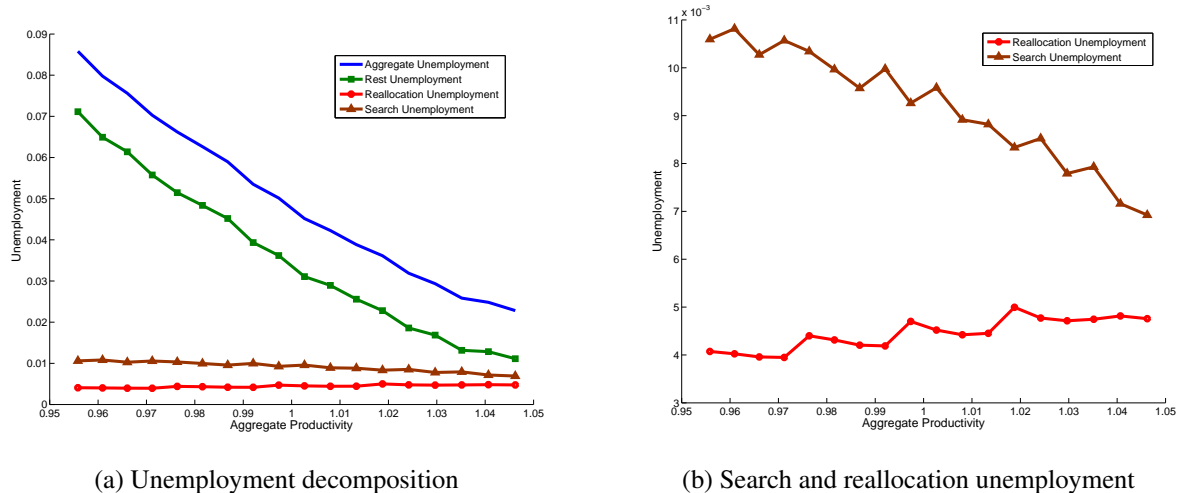 0.09
0.08
0.07
0.06
0.05
0.04
0.03
0.02
0.01
0
Unemployment
Aggregate Unemployment
Rest Unemployment
Reallocation Unemployment
Search Unemployment
0.95 0.96 0.97 0.98 0.99 1 1.01 1.02 1.03 1.04 1.05
Aggregate Productivity
(a) Unemployment decomposition
11 x 10⁻³
10
9
8
7
6
5
4
3
Unemployment
Reallocation Unemployment
Search Unemployment
0.95 0.96 0.97 0.98 0.99 1 1.01 1.02 1.03 1.04 1.05
Aggregate Productivity
(b) Search and reallocation unemployment